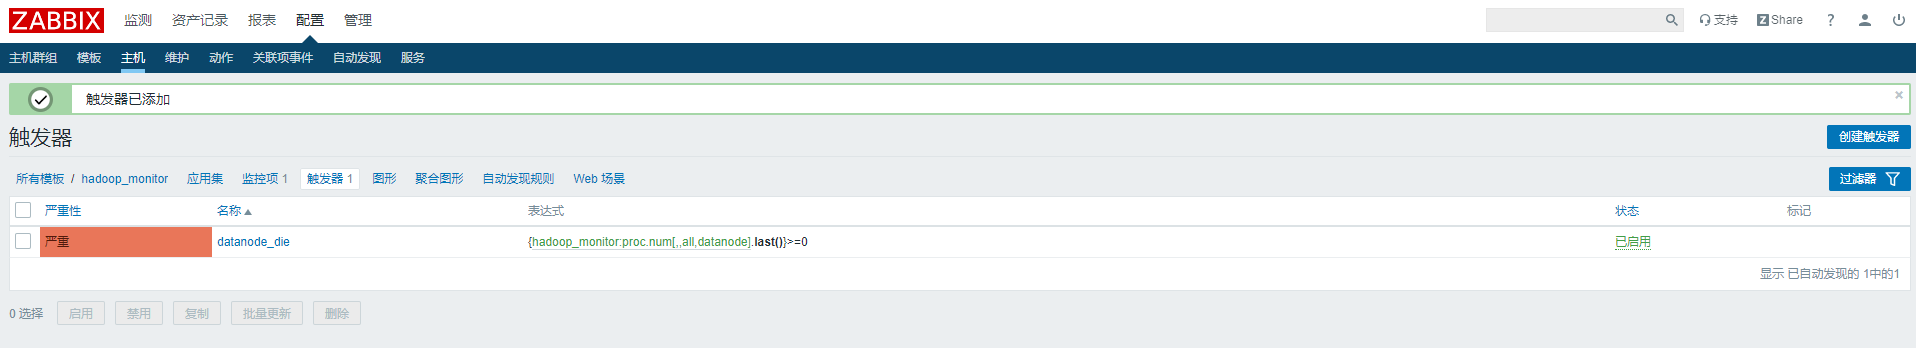 ZABBIX 监测 资产记录 报表 配置 管理 支持 Z Share ?
主机群组 模板 主机 维护 动作 关联项事件 自动发现 服务
触发器已添加 ×
触发器 创建触发器
所有模板 / hadoop_monitor 应用集 监控项 1 触发器 1 图形 聚合图形 自动发现规则 Web 场景 过滤器
严重性 名称 表达式 状态 标记
严重 datanode_die {hadoop_monitor:proc.num[,,all,datanode].last()}>=0 已启用
显示 已自动发现的 1中的1
0 选择 启用 禁用 复制 批量更新 删除